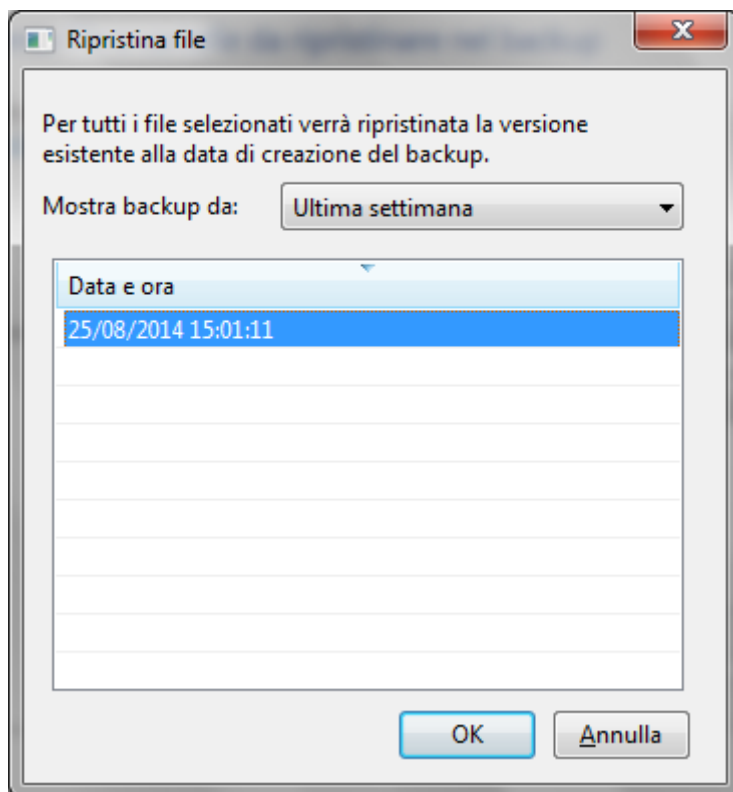 Ripristina file
Per tutti i file selezionati verrà ripristinata la versione
esistente alla data di creazione del backup.
Mostra backup da: Ultima settimana
Data e ora
25/08/2014 15:01:11
OK Annulla